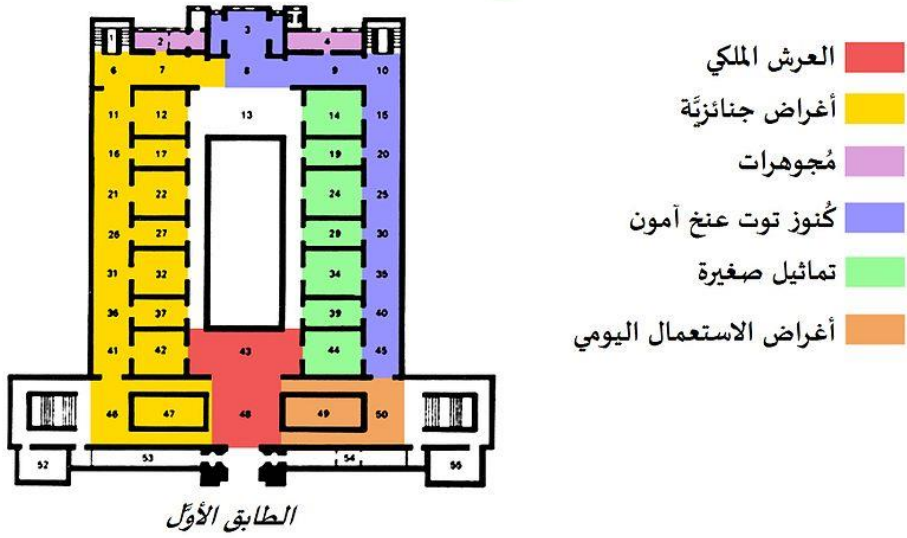 3
1 2 4
6 7 8 9 10
11 12 13 14 15
16 17 19 20
21 22 24 25
26 27 29 30
31 32 34 35
36 37 39 40
41 42 43 44 45
46 47 48 49 50
52 53 54 55
الطابق الأوَّل
العرش الملكي
أغراض جنائزيَّة
مُجوهرات
كُنوز توت عنخ آمون
تماثيل صغيرة
أغراض الاستعمال اليومي